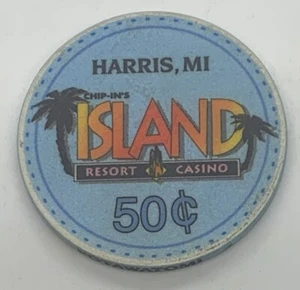 HARRIS, MI
CHIP-IN'S
ISLAND
RESORT CASINO
50¢